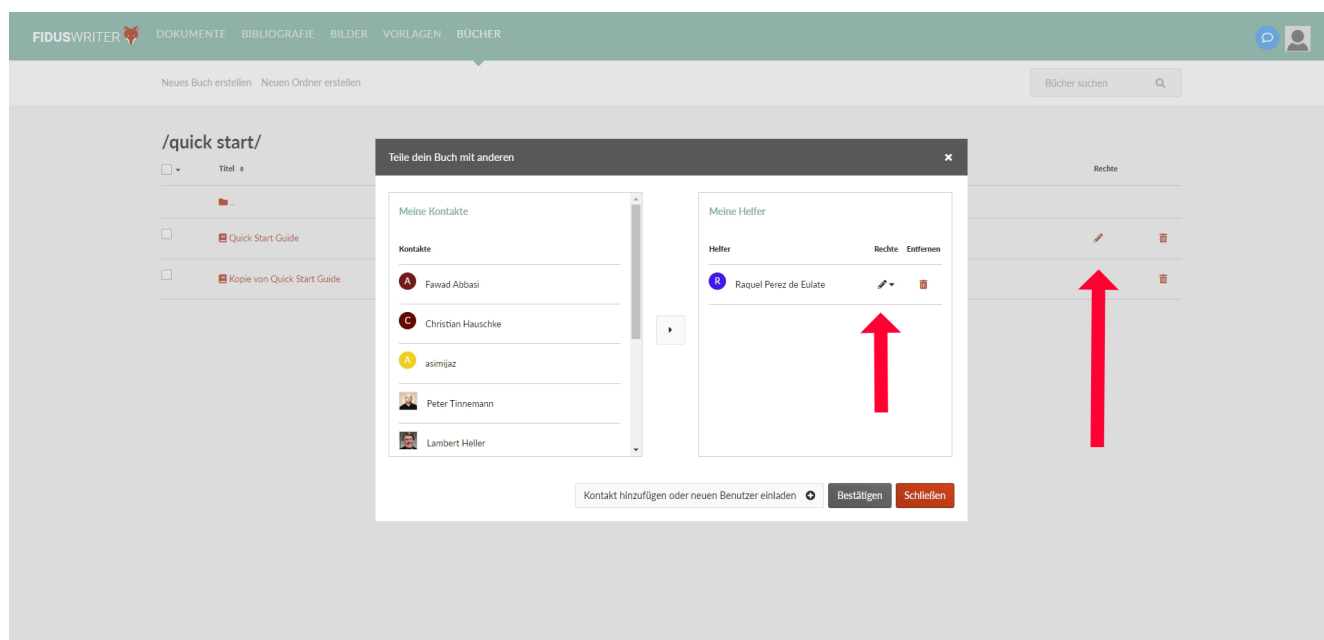 FIDUSWRITER DOKUMENTE BIBLIOGRAFIE BILDER VORLAGEN BÜCHER
Neues Buch erstellen Neuen Ordner erstellen Bücher suchen
/quick start/
Titel Rechte
..
Quick Start Guide
Kopie von Quick Start Guide
Teile dein Buch mit anderen
Meine Kontakte
Kontakte
A Fawad Abbasi
C Christian Hauschke
A asimijaz
Peter Tinnemann
Lambert Heller
Meine Helfer
Helfer Rechte Entfernen
R Raquel Perez de Eulate
Kontakt hinzufügen oder neuen Benutzer einladen Bestätigen Schließen